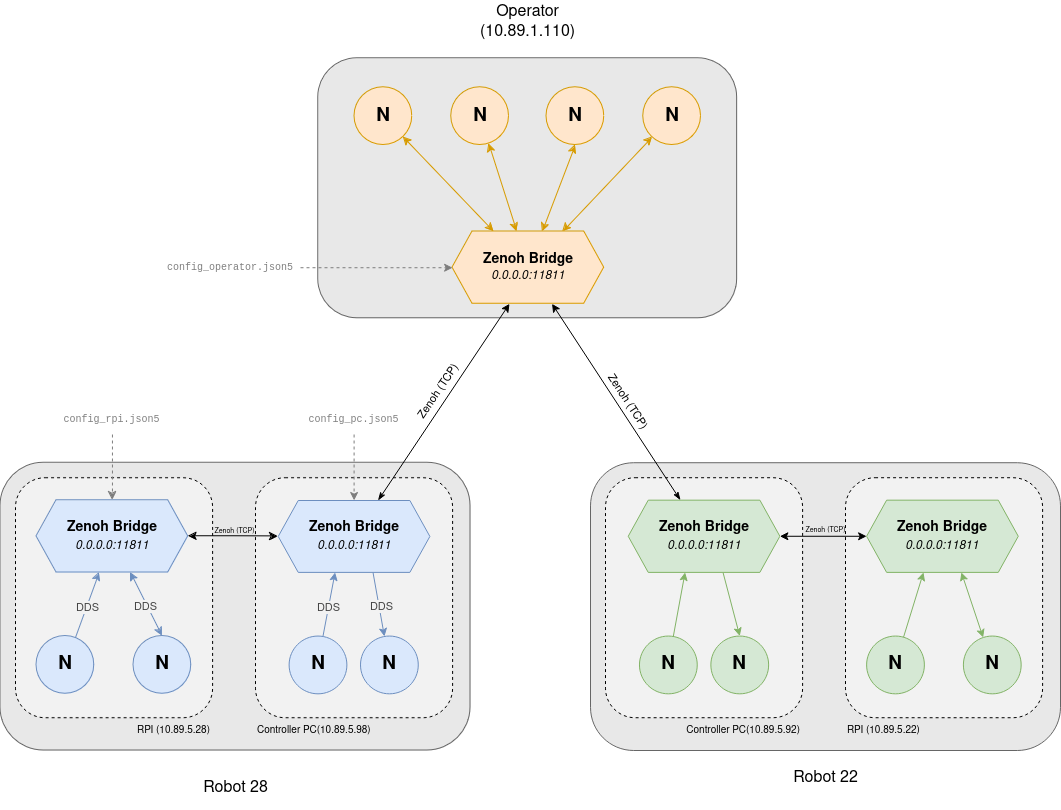 Operator
(10.89.1.110)
N
N
N
N
Zenoh Bridge
0.0.0.0:11811
config_operator.json5
Zenoh (TCP)
Zenoh (TCP)
config_rpi.json5
config_pc.json5
Zenoh Bridge
0.0.0.0:11811
Zenoh (TCP)
Zenoh Bridge
0.0.0.0:11811
DDS
DDS
DDS
DDS
N
N
N
N
RPI (10.89.5.28)
Controller PC(10.89.5.98)
Robot 28
Zenoh Bridge
0.0.0.0:11811
Zenoh (TCP)
Zenoh Bridge
0.0.0.0:11811
N
N
N
N
Controller PC(10.89.5.92)
RPI (10.89.5.22)
Robot 22